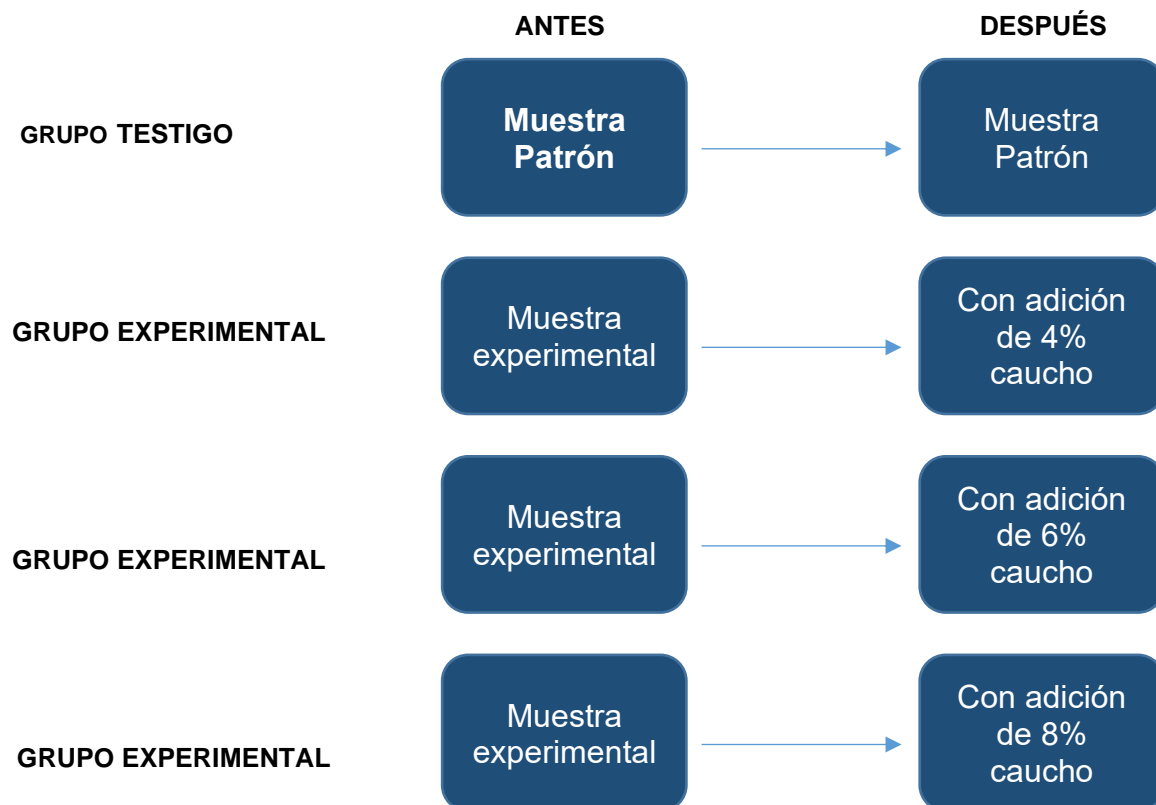 ANTES
DESPUÉS
GRUPO TESTIGO
Muestra
Patrón
Muestra
Patrón
GRUPO EXPERIMENTAL
Muestra
experimental
Con adición
de 4%
caucho
GRUPO EXPERIMENTAL
Muestra
experimental
Con adición
de 6%
caucho
GRUPO EXPERIMENTAL
Muestra
experimental
Con adición
de 8%
caucho